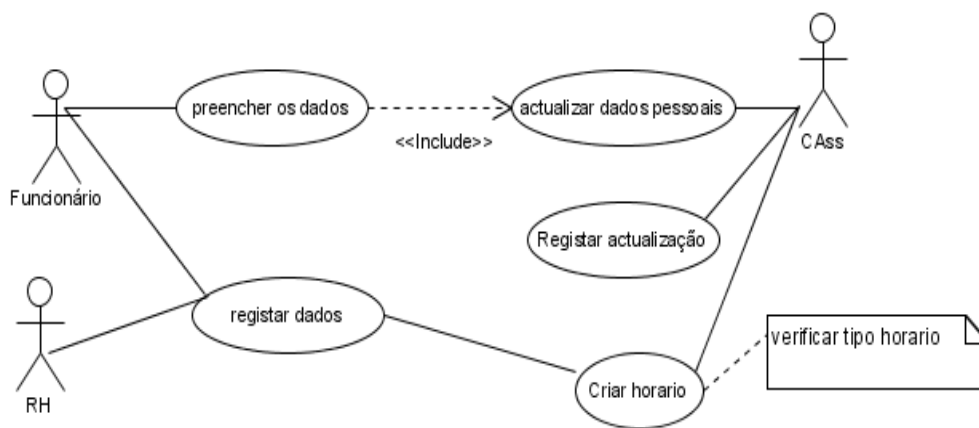 CAss
preencher os dados
actualizar dados pessoais
<<Include>>
Funcionário
Registar actualização
registar dados
verificar tipo horario
Criar horario
RH